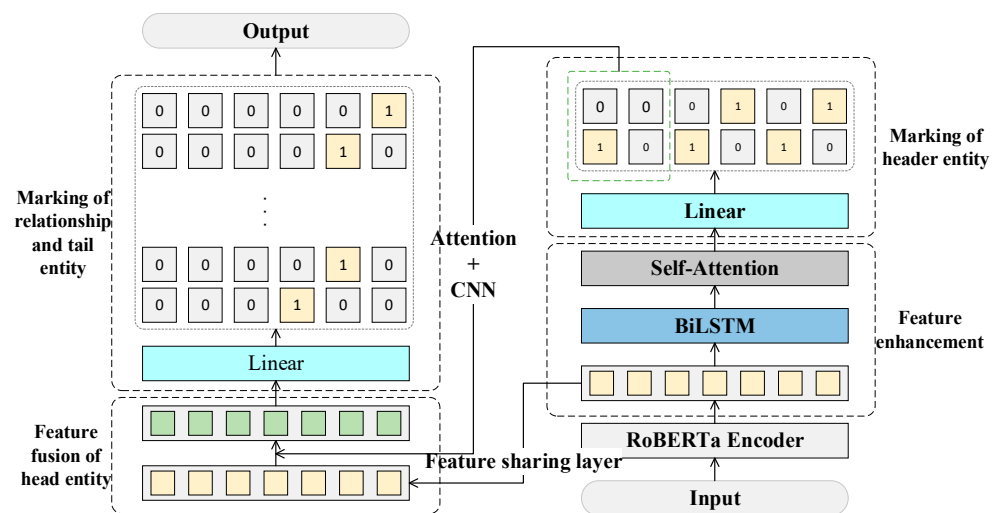 Output
0 0 0 0 0 1
0 0 0 0 1 0
Marking of
relationship
and tail
entity
0 0 0 0 1 0
0 0 0 1 0 0
Linear
Feature
fusion of
head entity
Attention
+
CNN
Feature sharing layer
0 0 0 1 0 1
1 0 1 0 1 0
Marking of
header entity
Linear
Self-Attention
BiLSTM
Feature
enhancement
RoBERTa Encoder
Input